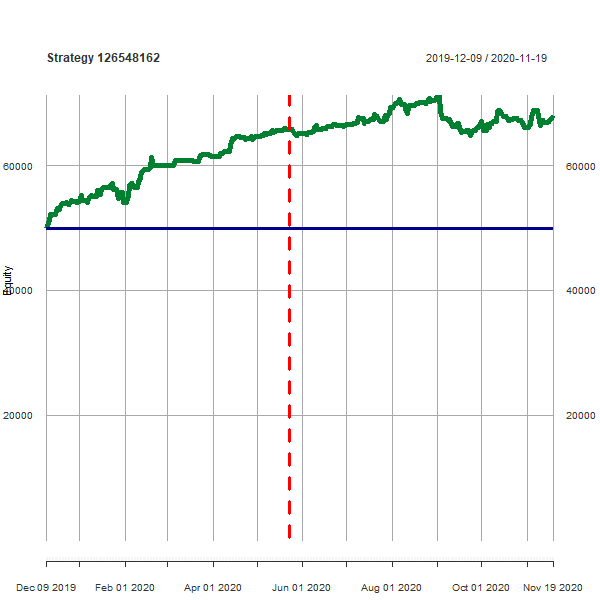 Strategy 126548162
2019-12-09 / 2020-11-19
60000
60000
Equity
40000
40000
20000
20000
Dec 09 2019
Feb 01 2020
Apr 01 2020
Jun 01 2020
Aug 01 2020
Oct 01 2020
Nov 19 2020